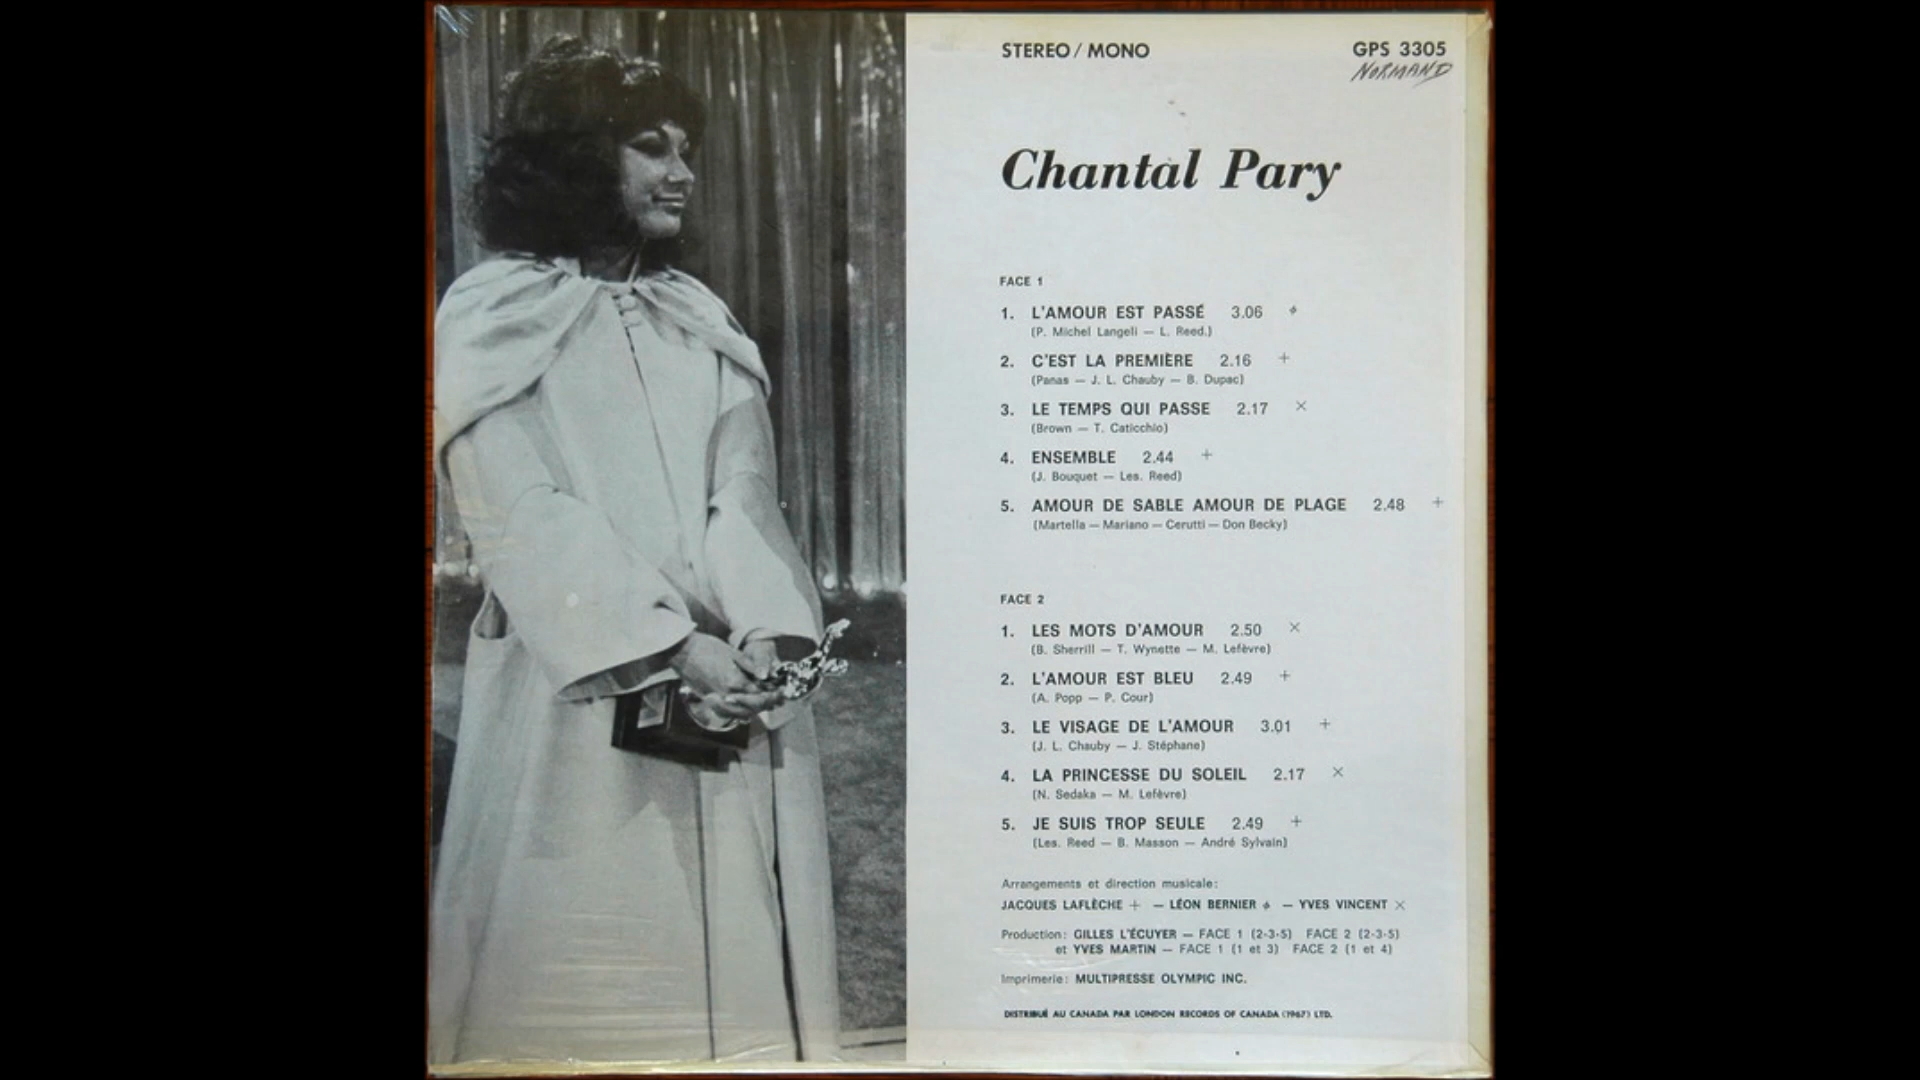 STEREO / MONO
GPS 3305
NORMAND
Chantal Pary
FACE 1
1. L'AMOUR EST PASSÉ 3.06
(P. Michel Langeli — L. Reed.)
2. C'EST LA PREMIÈRE 2.16 +
(Panas — J. L. Chauby — B. Dupac)
3. LE TEMPS QUI PASSE 2.17 ×
(Brown — T. Caticchio)
4. ENSEMBLE 2.44 +
(J. Bouquet — Les. Reed)
5. AMOUR DE SABLE AMOUR DE PLAGE 2.48 +
(Martella — Mariano — Cerutti — Don Becky)
FACE 2
1. LES MOTS D'AMOUR 2.50 ×
(B. Sherrill — T. Wynette — M. Lefèvre)
2. L'AMOUR EST BLEU 2.49 +
(A. Popp — P. Cour)
3. LE VISAGE DE L'AMOUR 3.01 +
(J. L. Chauby — J. Stéphane)
4. LA PRINCESSE DU SOLEIL 2.17 ×
(N. Sedaka — M. Lefèvre)
5. JE SUIS TROP SEULE 2.49 +
(Les. Reed — B. Masson — André Sylvain)
Arrangements et direction musicale:
JACQUES LAFLÈCHE + — LÉON BERNIER — YVES VINCENT ×
Production: GILLES L'ÉCUYER — FACE 1 (2-3-5) FACE 2 (2-3-5)
et YVES MARTIN — FACE 1 (1 et 3) FACE 2 (1 et 4)
Imprimerie: MULTIPRESSE OLYMPIC INC.
DISTRIBUÉ AU CANADA PAR LONDON RECORDS OF CANADA (1967) LTD.